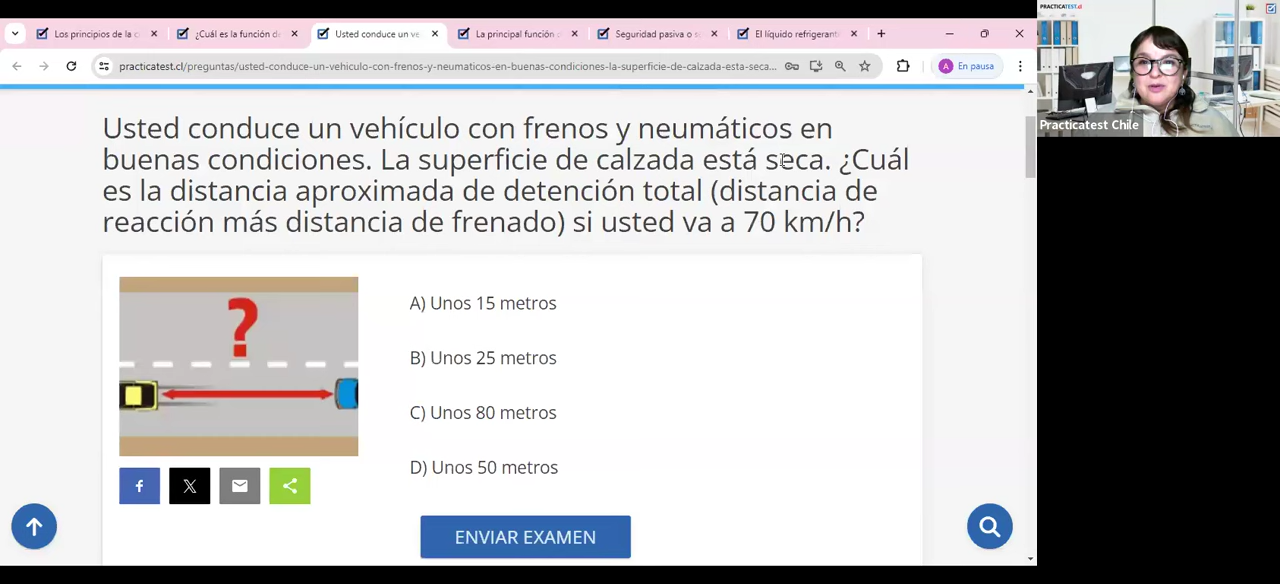 Los principios de la c
¿Cuál es la función de
Usted conduce un ve
La principal función d
Seguridad pasiva o s
El líquido refrigerant
practicatest.cl/preguntas/usted-conduce-un-vehiculo-con-frenos-y-neumaticos-en-buenas-condiciones-la-superficie-de-calzada-esta-seca...
A
En pausa
PRACTICATEST.cl
Practicatest Chile
Usted conduce un vehículo con frenos y neumáticos en
buenas condiciones. La superficie de calzada está seca. ¿Cuál
es la distancia aproximada de detención total (distancia de
reacción más distancia de frenado) si usted va a 70 km/h?
?
A) Unos 15 metros
B) Unos 25 metros
C) Unos 80 metros
D) Unos 50 metros
ENVIAR EXAMEN